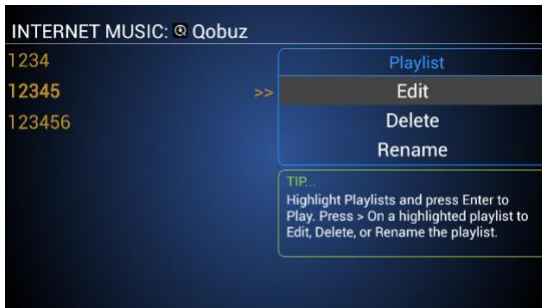 INTERNET MUSIC: Qobuz
1234
12345 >>
123456
Playlist
Edit
Delete
Rename
TIP...
Highlight Playlists and press Enter to
Play. Press > On a highlighted playlist to
Edit, Delete, or Rename the playlist.